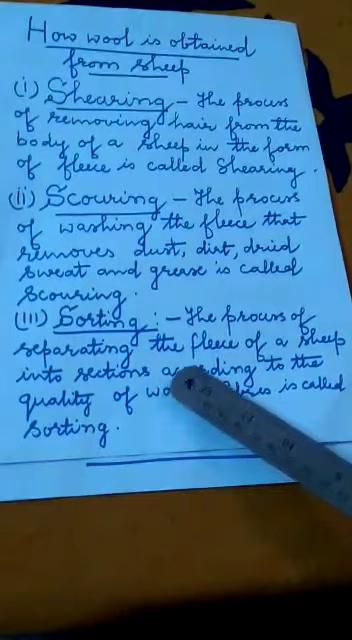 How wool is obtained
from sheep
(i) Shearing - The process
of removing hair from the
body of a sheep in the form
of fleece is called Shearing.
(ii) Scouring - The process
of washing the fleece that
removes dust, dirt, dried
sweat and grease is called
Scouring.
(III) Sorting : - The process of
separating the fleece of a sheep
into sections according to the
quality of is called
Sorting.